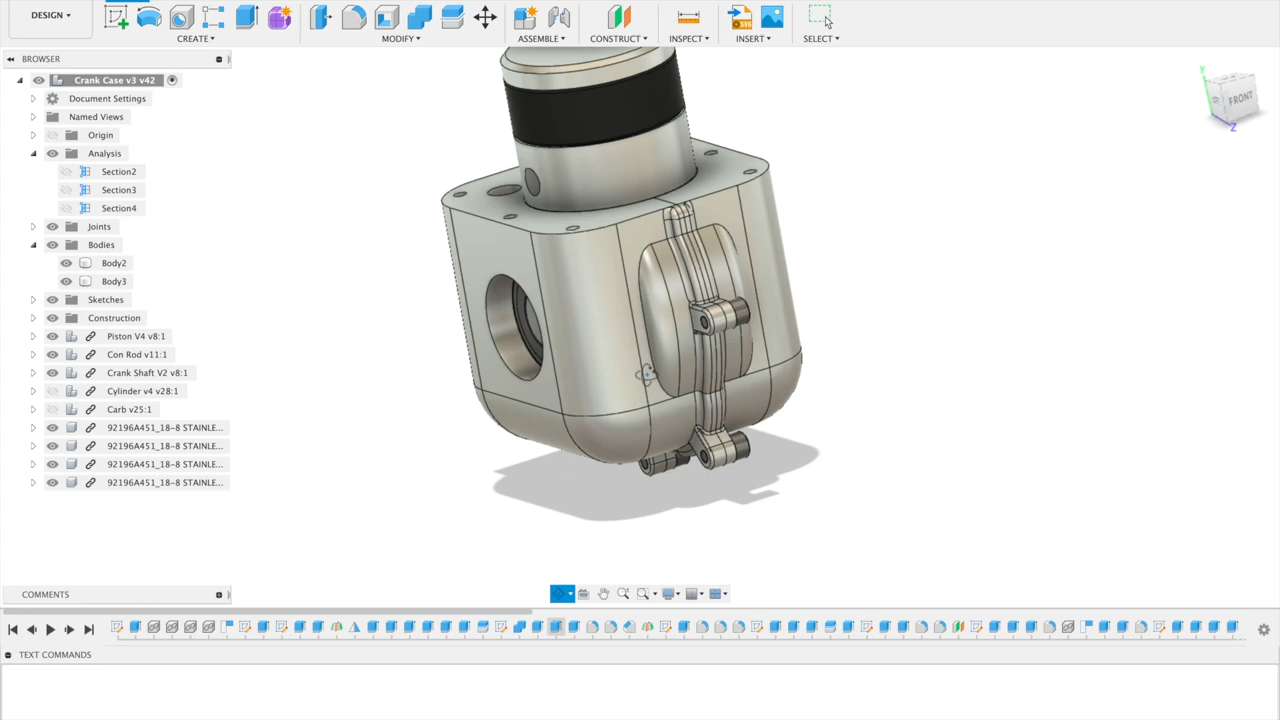 DESIGN ▾
CREATE ▾ MODIFY ▾ ASSEMBLE ▾ CONSTRUCT ▾ INSPECT ▾ INSERT ▾ SELECT ▾
SVG
BROWSER
Crank Case v3 v42
Document Settings
Named Views
Origin
Analysis
Section2
Section3
Section4
Joints
Bodies
Body2
Body3
Sketches
Construction
Piston V4 v8:1
Con Rod v11:1
Crank Shaft V2 v8:1
Cylinder v4 v28:1
Carb v25:1
92196A451_18-8 STAINLE...
92196A451_18-8 STAINLE...
92196A451_18-8 STAINLE...
92196A451_18-8 STAINLE...
Y
FRONT
Z
COMMENTS
TEXT COMMANDS